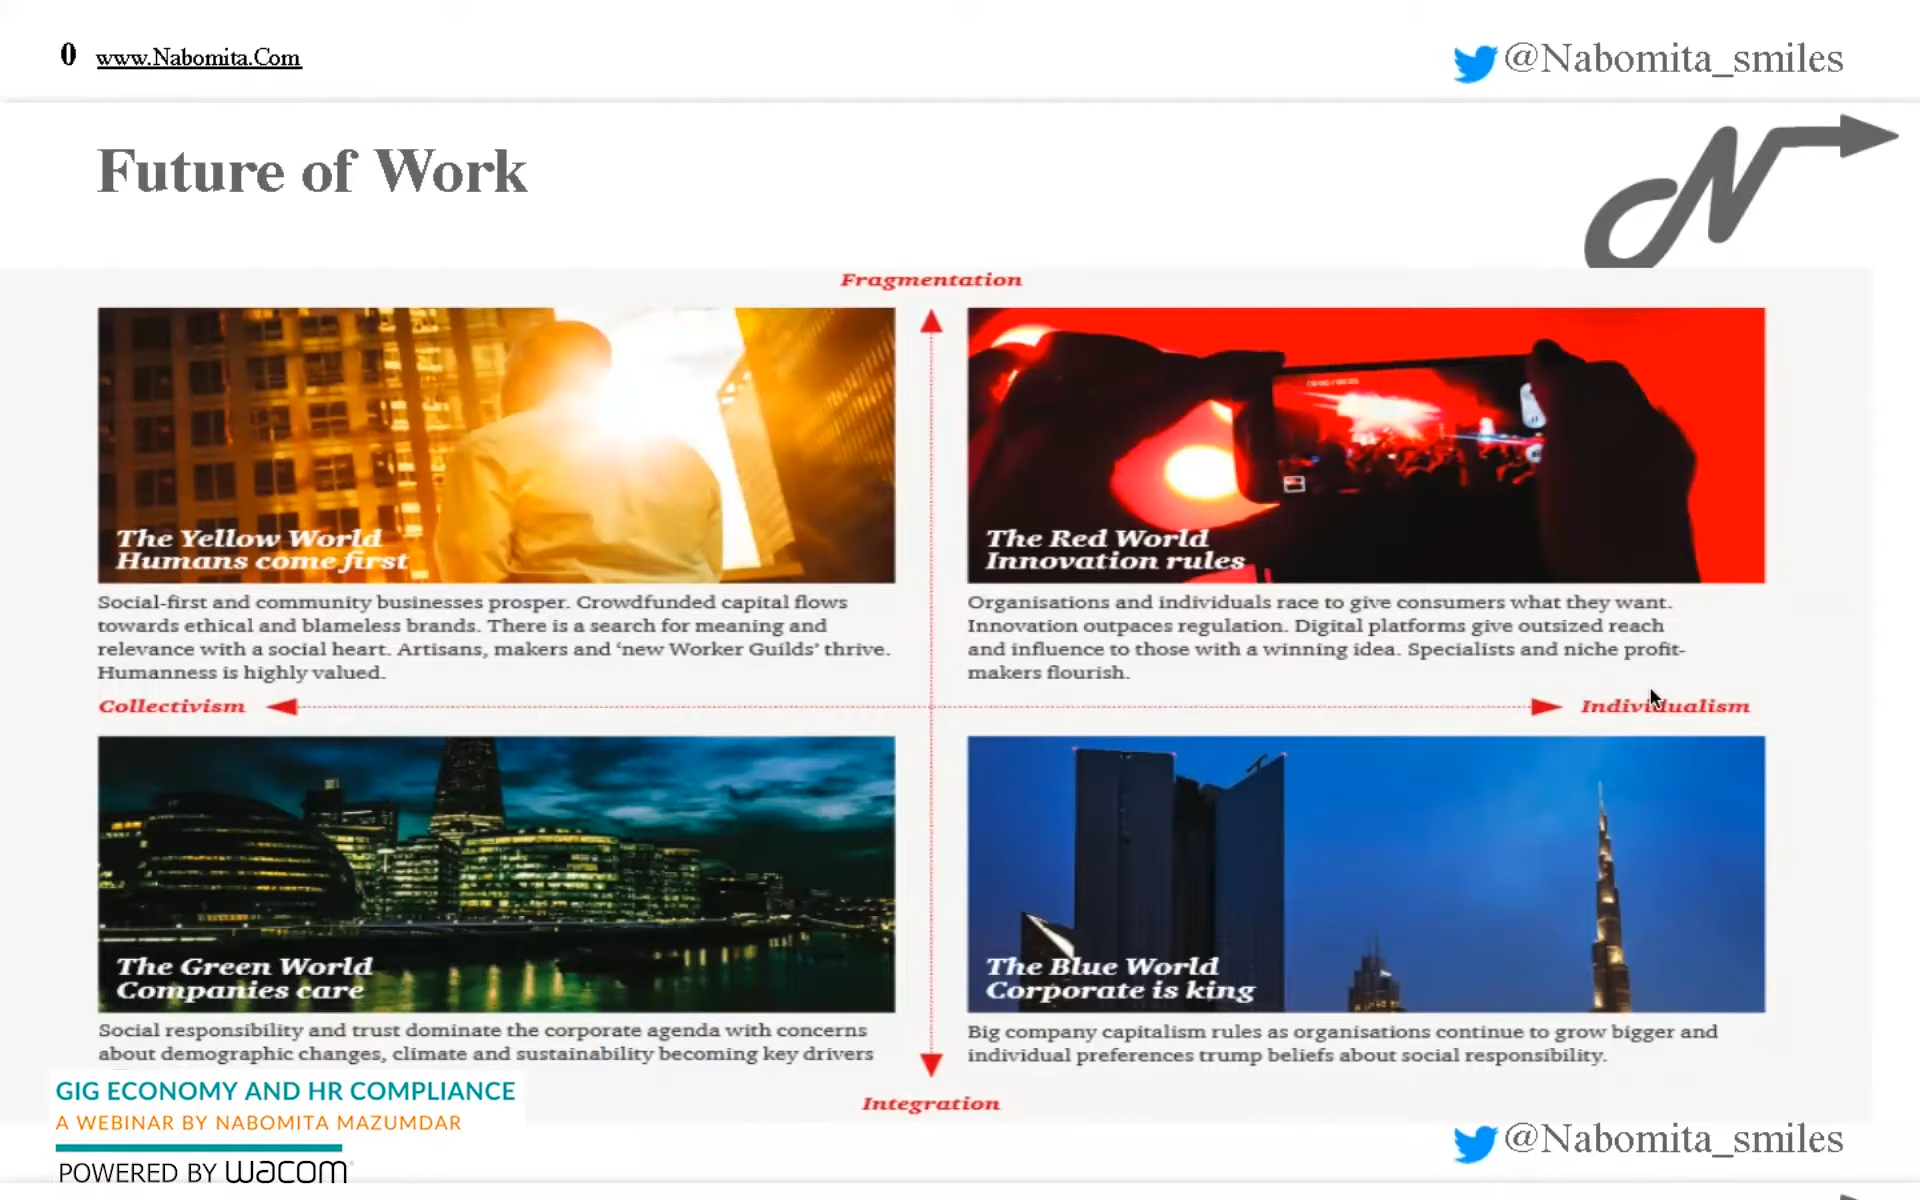 0 www.Nabomita.Com
@Nabomita_smiles
Future of Work
Fragmentation
The Yellow World
Humans come first
Social-first and community businesses prosper. Crowdfunded capital flows
towards ethical and blameless brands. There is a search for meaning and
relevance with a social heart. Artisans, makers and ‘new Worker Guilds’ thrive.
Humanness is highly valued.
The Red World
Innovation rules
Organisations and individuals race to give consumers what they want.
Innovation outpaces regulation. Digital platforms give outsized reach
and influence to those with a winning idea. Specialists and niche profit-
makers flourish.
Collectivism
Individualism
The Green World
Companies care
Social responsibility and trust dominate the corporate agenda with concerns
about demographic changes, climate and sustainability becoming key drivers
The Blue World
Corporate is king
Big company capitalism rules as organisations continue to grow bigger and
individual preferences trump beliefs about social responsibility.
Integration
GIG ECONOMY AND HR COMPLIANCE
A WEBINAR BY NABOMITA MAZUMDAR
POWERED BY wacom
@Nabomita_smiles